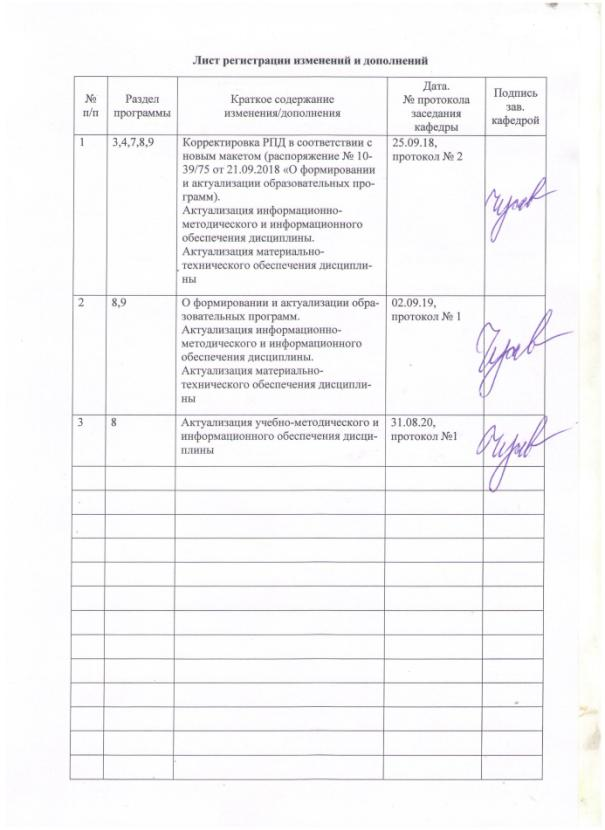 Лист регистрации изменений и дополнений
№
п/п
Раздел
программы
Краткое содержание
изменения/дополнения
Дата.
№ протокола
заседания
кафедры
Подпись
зав.
кафедрой
1
3,4,7,8,9
Корректировка РПД в соответствии с
новым макетом (распоряжение № 10-
39/75 от 21.09.2018 «О формировании
и актуализации образовательных про-
грамм).
Актуализация информационно-
методического и информационного
обеспечения дисциплины.
Актуализация материально-
технического обеспечения дисципли-
ны
25.09.18,
протокол № 2
2
8,9
О формировании и актуализации обра-
зовательных программ.
Актуализация информационно-
методического и информационного
обеспечения дисциплины.
Актуализация материально-
технического обеспечения дисципли-
ны
02.09.19,
протокол № 1
3
8
Актуализация учебно-методического и
информационного обеспечения дисци-
плины
31.08.20,
протокол №1